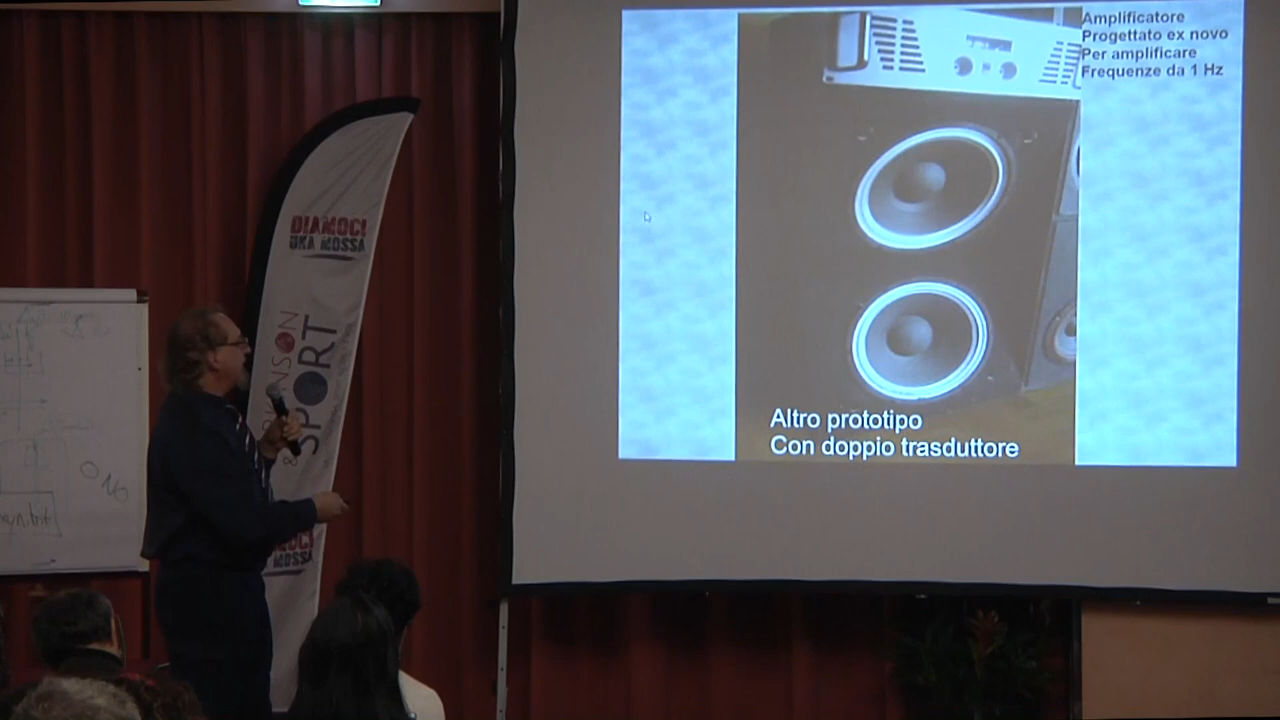 Amplificatore
Progettato ex novo
Per amplificare
Frequenze da 1 Hz
Altro prototipo
Con doppio trasduttore
DIAMOCI
UNA MOSSA
SPORT
&
MOSSA